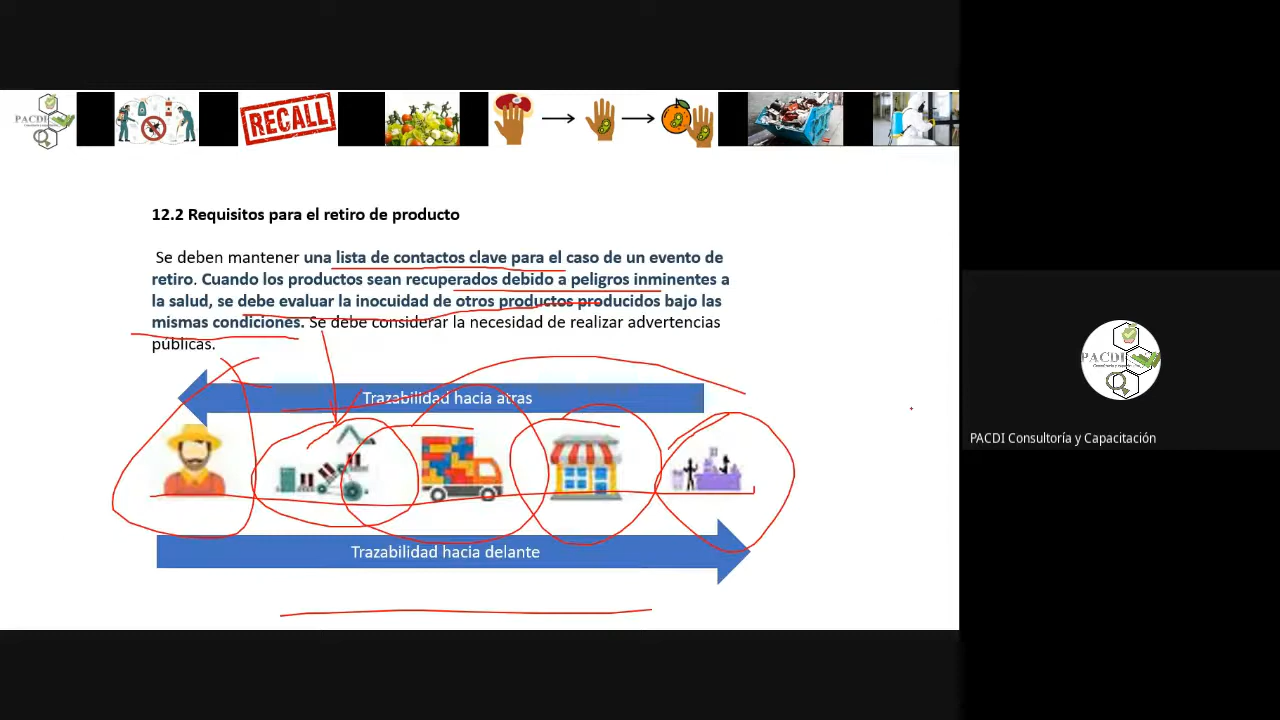 PACDI
RECALL
12.2 Requisitos para el retiro de producto
Se deben mantener una lista de contactos clave para el caso de un evento de
retiro. Cuando los productos sean recuperados debido a peligros inminentes a
la salud, se debe evaluar la inocuidad de otros productos producidos bajo las
mismas condiciones. Se debe considerar la necesidad de realizar advertencias
públicas.
Trazabilidad hacia atras
Trazabilidad hacia delante
PACDI
PACDI Consultoría y Capacitación